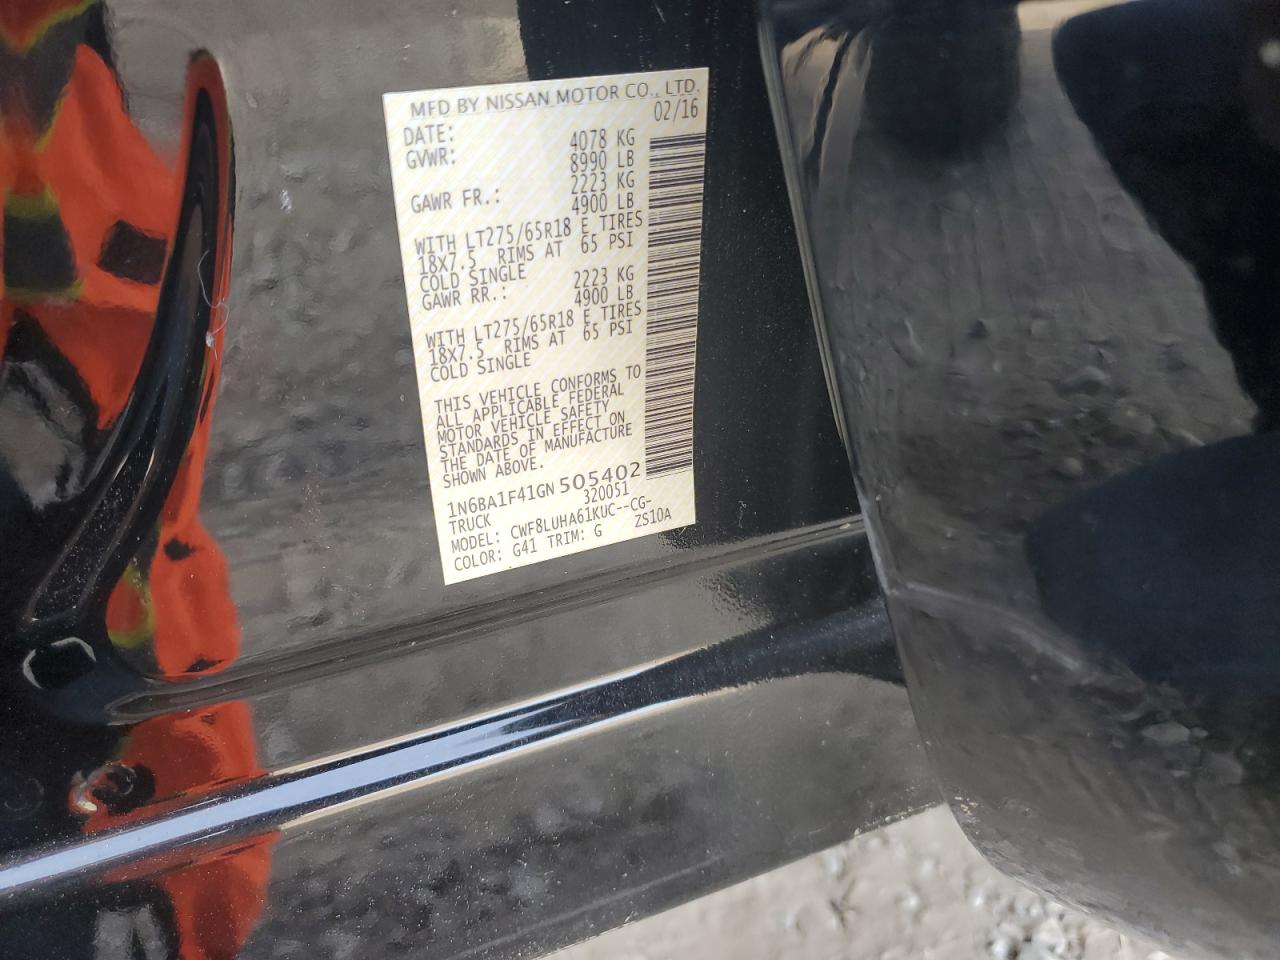 MFD BY NISSAN MOTOR CO., LTD.
DATE: 02/16
GVWR: 4078 KG
8990 LB
GAWR FR.: 2223 KG
4900 LB
WITH LT275/65R18 E TIRES
18X7.5 RIMS AT 65 PSI
COLD SINGLE
GAWR RR.: 2223 KG
4900 LB
WITH LT275/65R18 E TIRES
18X7.5 RIMS AT 65 PSI
COLD SINGLE
THIS VEHICLE CONFORMS TO
ALL APPLICABLE FEDERAL
MOTOR VEHICLE SAFETY
STANDARDS IN EFFECT ON
THE DATE OF MANUFACTURE
SHOWN ABOVE.
1N6BA1F41GN505402
TRUCK 320051
MODEL: CWF8LUHA61KUC--CG-
COLOR: G41 TRIM: G ZS10A